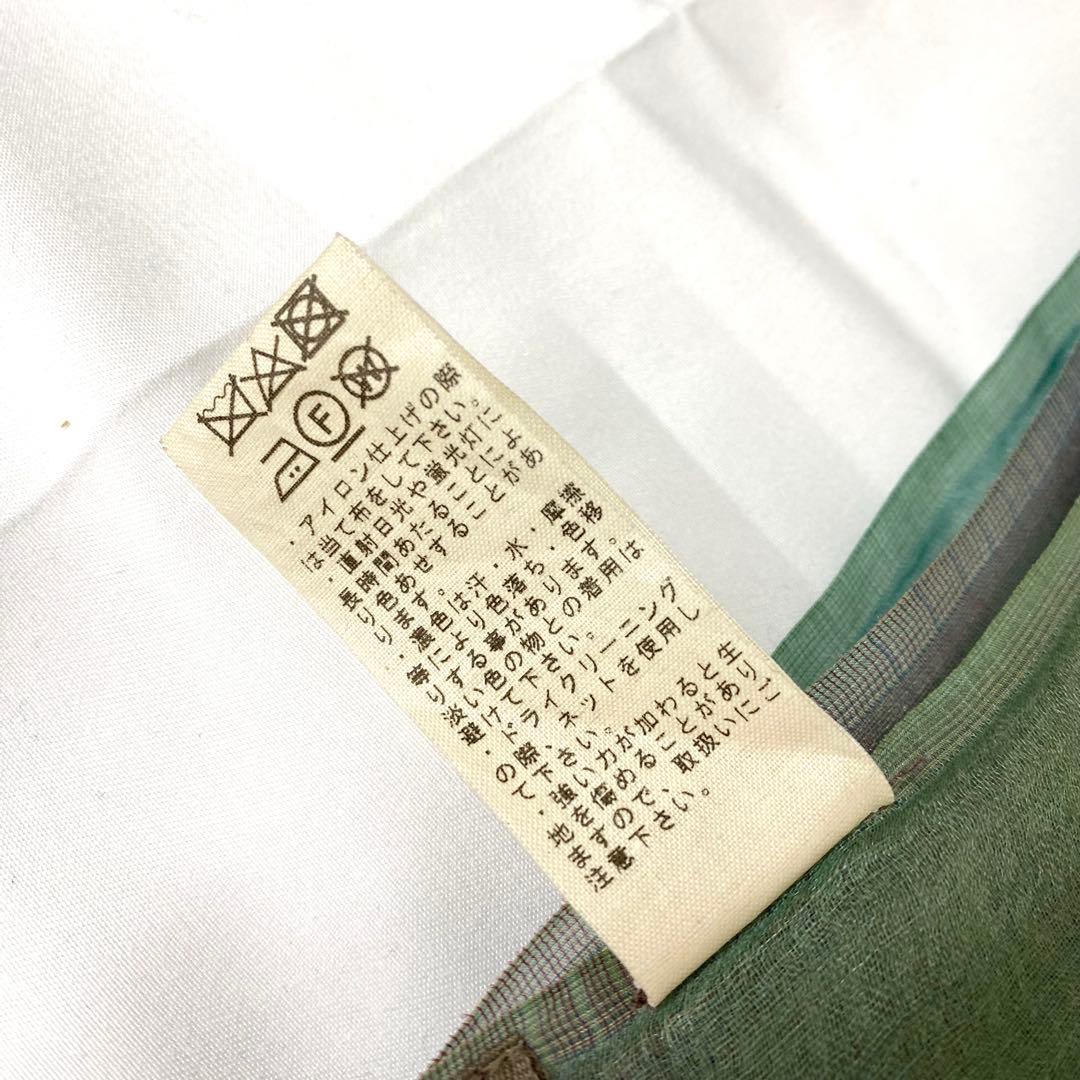 F
W
・アイロン仕上げの際
は当て布をして下さい。
・直射日光や蛍光灯に
長時間あたることによ
り色あせすることがあ
ります。
・濃色は汗・水・摩擦
等により色落ち・色移
りする事があります。
淡い色の物との着用は
避けて下さい。
・ドライクリーニング
の際、ネットを使用し
て下さい。
・強い力が加わると生
地を傷めることがあり
ますので、取扱いにご
注意下さい。